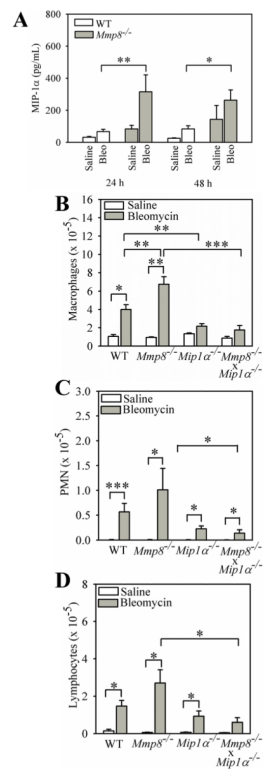 A
WT
Mmp8-/-
MIP-1α (pg/mL)
800
600
400
200
0
**
*
Saline
Bleo
Saline
Bleo
Saline
Bleo
Saline
Bleo
24 h
48 h
B
Saline
Bleomycin
Macrophages (x 10-5)
16
14
12
10
8
6
4
2
0
**
**
***
**
*
WT
Mmp8-/-
Mip1α-/-
Mmp8-/-
x
Mip1α-/-
C
Saline
Bleomycin
PMN (x 10-5)
3.0
2.5
2.0
1.5
1.0
0.5
0.0
*
*
***
*
*
WT
Mmp8-/-
Mip1α-/-
Mmp8-/-
x
Mip1α-/-
D
Saline
Bleomycin
Lymphocytes (x 10-5)
8
6
4
2
0
*
*
*
*
WT
Mmp8-/-
Mip1α-/-
Mmp8-/-
x
Mip1α-/-